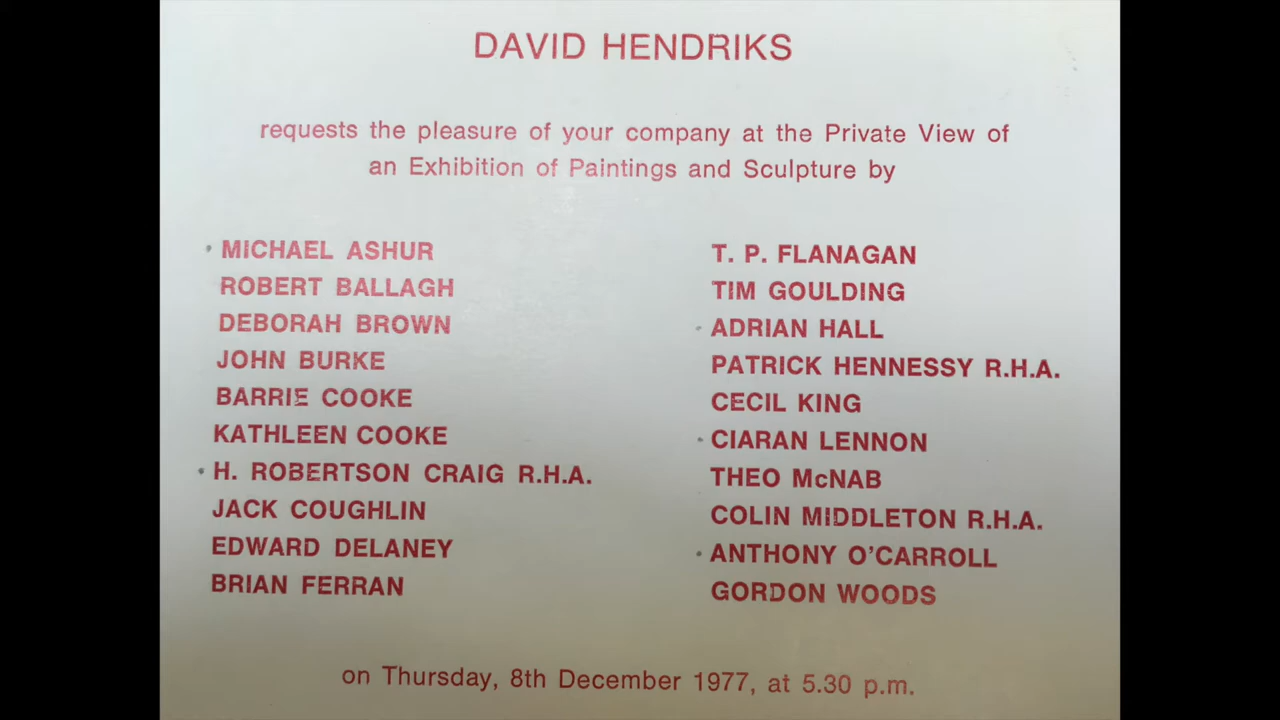 DAVID HENDRIKS
requests the pleasure of your company at the Private View of
an Exhibition of Paintings and Sculpture by
MICHAEL ASHUR
ROBERT BALLAGH
DEBORAH BROWN
JOHN BURKE
BARRIE COOKE
KATHLEEN COOKE
H. ROBERTSON CRAIG R.H.A.
JACK COUGHLIN
EDWARD DELANEY
BRIAN FERRAN
T. P. FLANAGAN
TIM GOULDING
ADRIAN HALL
PATRICK HENNESSY R.H.A.
CECIL KING
CIARAN LENNON
THEO McNAB
COLIN MIDDLETON R.H.A.
ANTHONY O'CARROLL
GORDON WOODS
on Thursday, 8th December 1977, at 5.30 p.m.